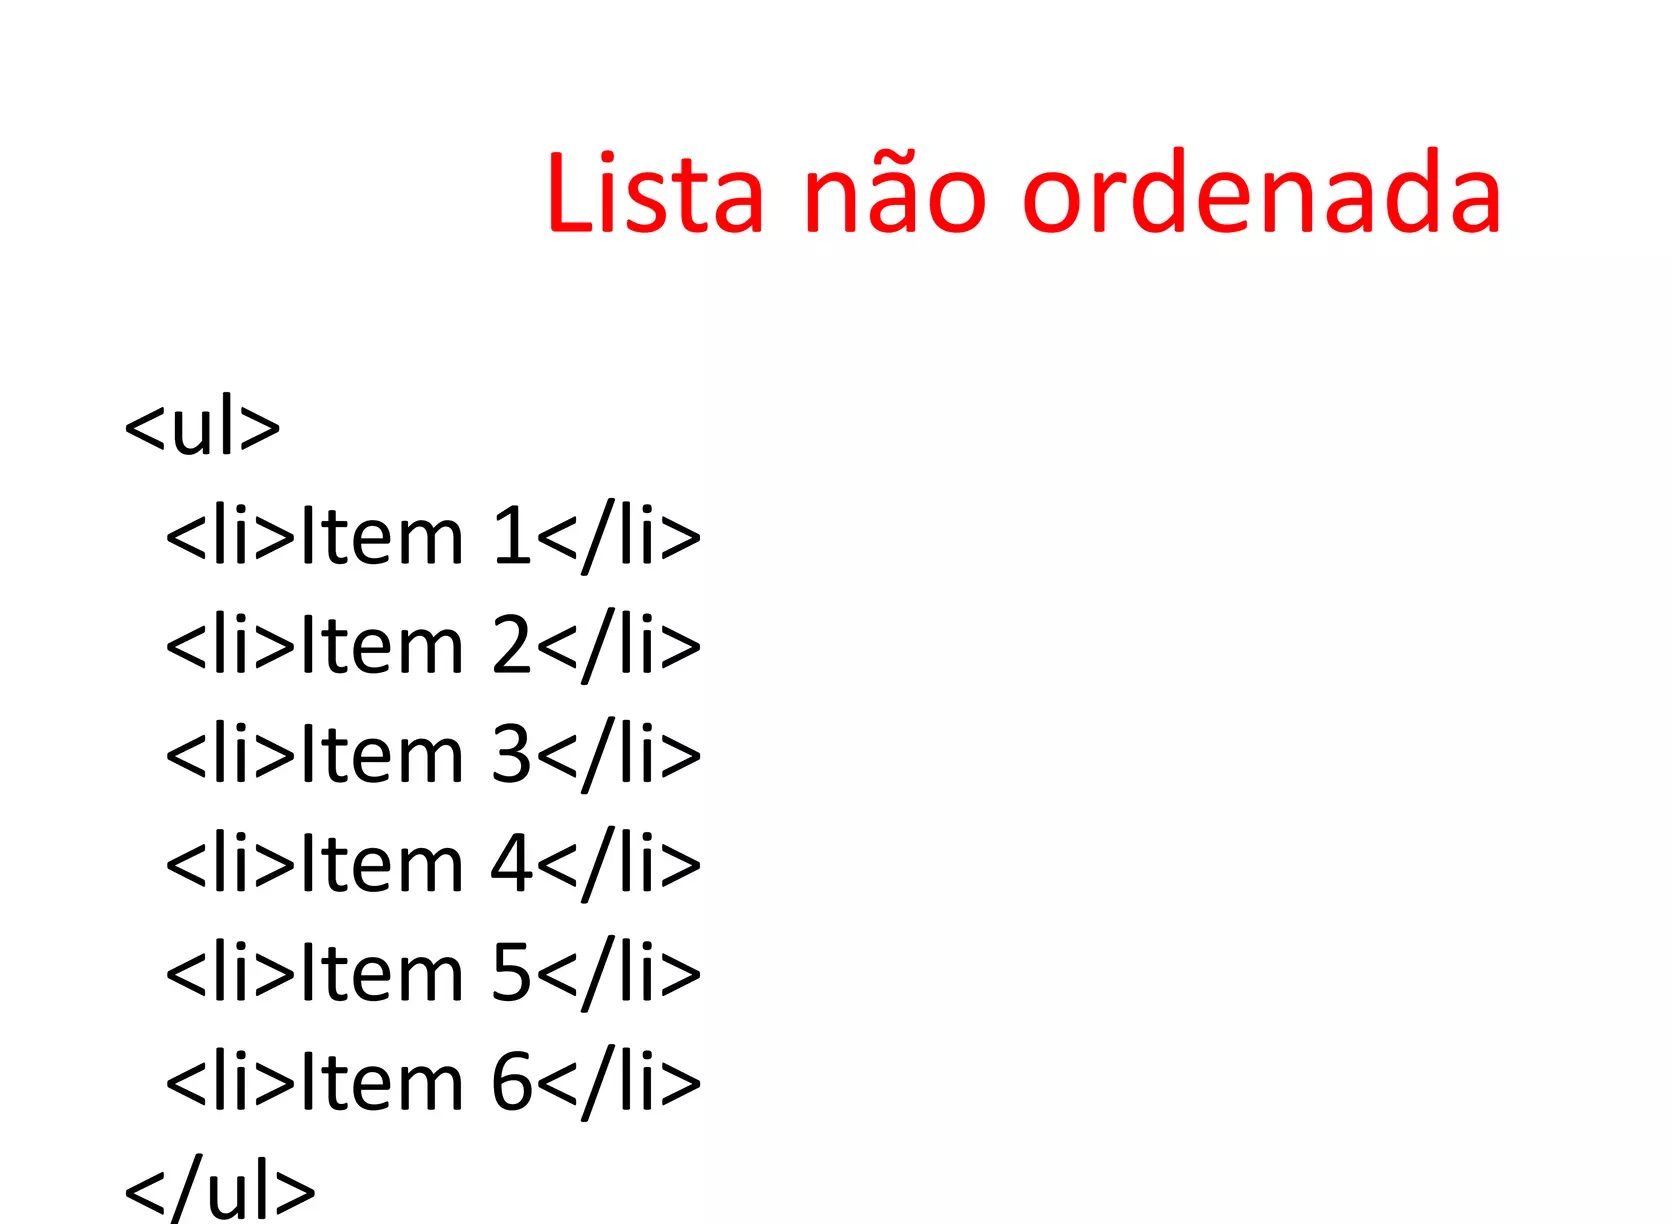 Lista não ordenada
<ul>
<li>Item 1</li>
<li>Item 2</li>
<li>Item 3</li>
<li>Item 4</li>
<li>Item 5</li>
<li>Item 6</li>
</ul>